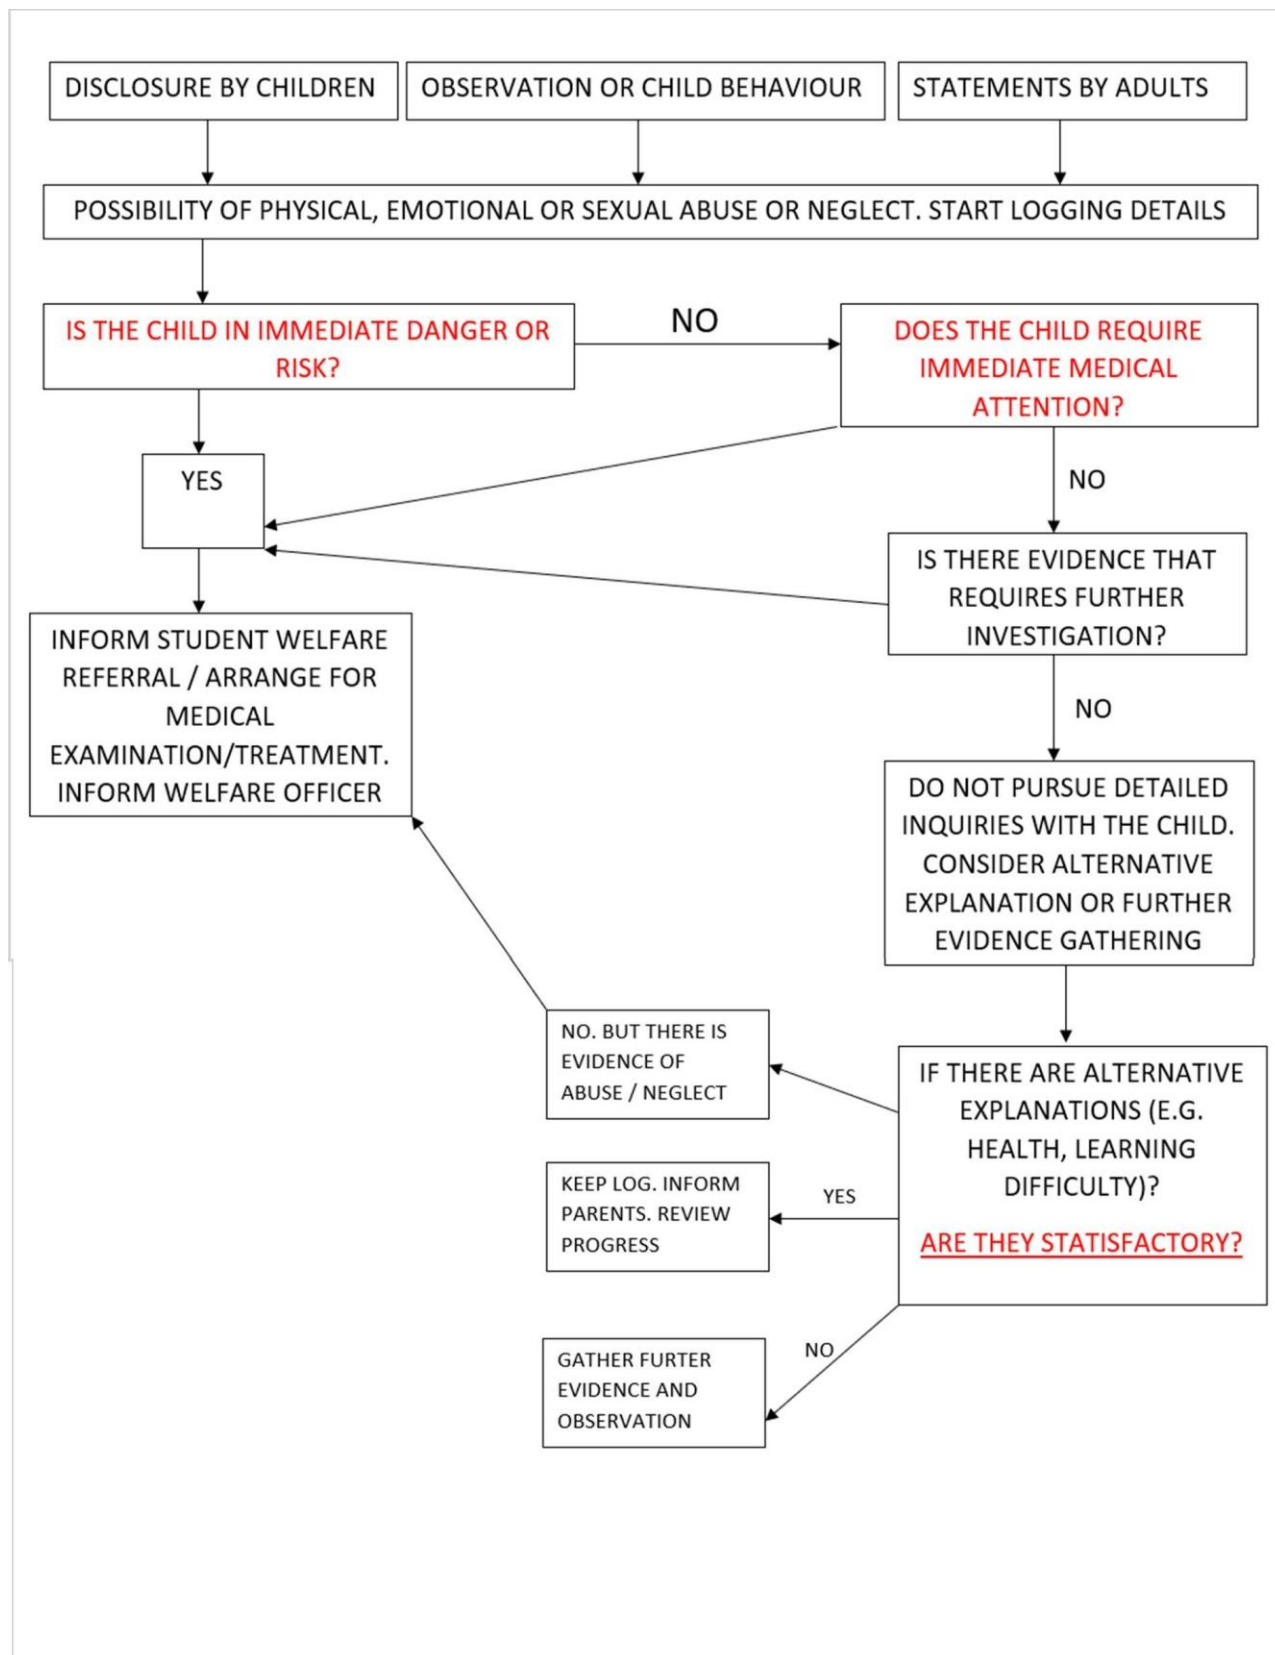 DISCLOSURE BY CHILDREN
OBSERVATION OR CHILD BEHAVIOUR
STATEMENTS BY ADULTS
POSSIBILITY OF PHYSICAL, EMOTIONAL OR SEXUAL ABUSE OR NEGLECT. START LOGGING DETAILS
IS THE CHILD IN IMMEDIATE DANGER OR
RISK?
NO
DOES THE CHILD REQUIRE
IMMEDIATE MEDICAL
ATTENTION?
YES
NO
IS THERE EVIDENCE THAT
REQUIRES FURTHER
INVESTIGATION?
INFORM STUDENT WELFARE
REFERRAL / ARRANGE FOR
MEDICAL
EXAMINATION/TREATMENT.
INFORM WELFARE OFFICER
NO
DO NOT PURSUE DETAILED
INQUIRIES WITH THE CHILD.
CONSIDER ALTERNATIVE
EXPLANATION OR FURTHER
EVIDENCE GATHERING
NO. BUT THERE IS
EVIDENCE OF
ABUSE / NEGLECT
IF THERE ARE ALTERNATIVE
EXPLANATIONS (E.G.
HEALTH, LEARNING
DIFFICULTY)?
ARE THEY STATISFACTORY?
YES
KEEP LOG. INFORM
PARENTS. REVIEW
PROGRESS
NO
GATHER FURTER
EVIDENCE AND
OBSERVATION